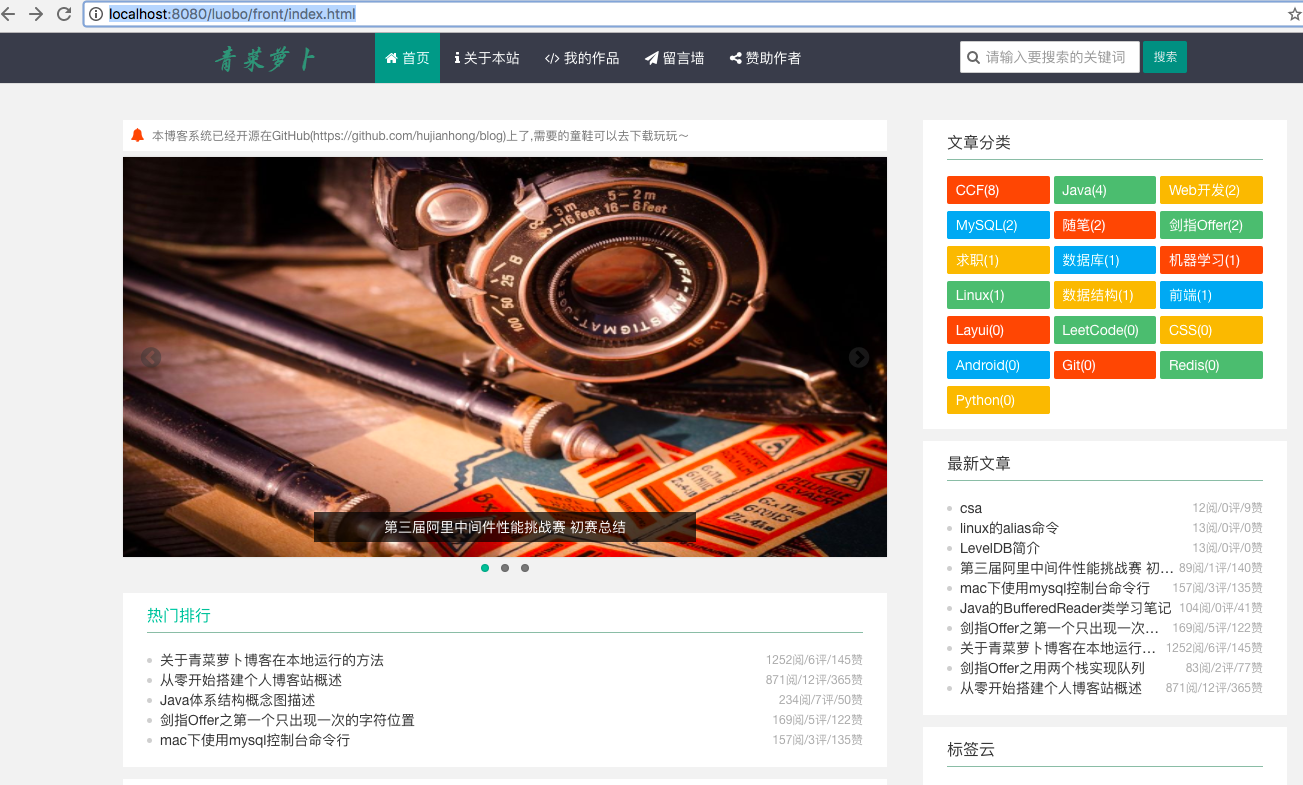 localhost:8080/luobo/front/index.html
青菜萝卜
首页
关于本站
我的作品
留言墙
赞助作者
请输入要搜索的关键词
搜索
本博客系统已经开源在GitHub(https://github.com/hujianhong/blog)上了,需要的童鞋可以去下载玩玩～
5－2 m
16－6 feet
B
25
50
100
11
16
第三届阿里中间件性能挑战赛 初赛总结
热门排行
关于青菜萝卜博客在本地运行的方法 1252阅/6评/145赞
从零开始搭建个人博客站概述 871阅/12评/365赞
Java体系结构概念图描述 234阅/7评/50赞
剑指Offer之第一个只出现一次的字符位置 169阅/5评/122赞
mac下使用mysql控制台命令行 157阅/3评/135赞
文章分类
CCF(8) Java(4) Web开发(2)
MySQL(2) 随笔(2) 剑指Offer(2)
求职(1) 数据库(1) 机器学习(1)
Linux(1) 数据结构(1) 前端(1)
Layui(0) LeetCode(0) CSS(0)
Android(0) Git(0) Redis(0)
Python(0)
最新文章
csa 12阅/0评/9赞
linux的alias命令 13阅/0评/0赞
LevelDB简介 13阅/0评/0赞
第三届阿里中间件性能挑战赛 初... 89阅/1评/140赞
mac下使用mysql控制台命令行 157阅/3评/135赞
Java的BufferedReader类学习笔记 104阅/0评/41赞
剑指Offer之第一个只出现一次... 169阅/5评/122赞
关于青菜萝卜博客在本地运行... 1252阅/6评/145赞
剑指Offer之用两个栈实现队列 83阅/2评/77赞
从零开始搭建个人博客站概述 871阅/12评/365赞
标签云